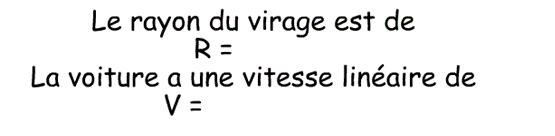 Le rayon du virage est de
R =
La voiture a une vitesse linéaire de
V =